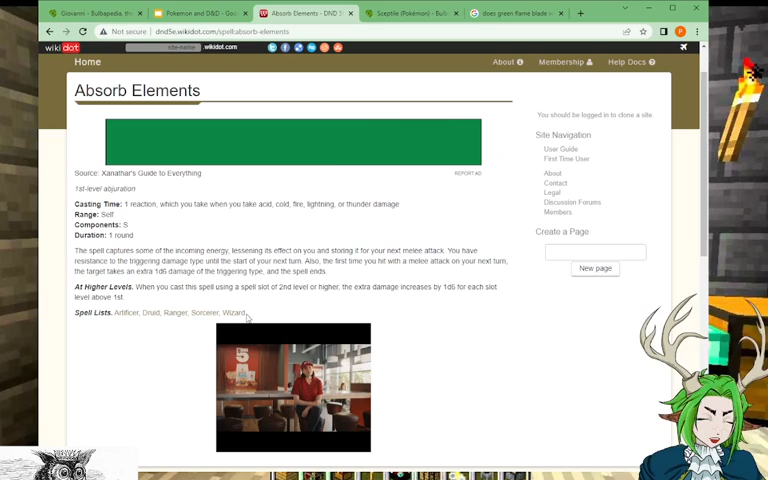 Giovanni - Bulbapedia, the
Pokemon and D&D - Goo
Absorb Elements - DND 5
Sceptile (Pokémon) - Bulb
does green flame blade w
Not secure
dnd5e.wikidot.com/spell:absorb-elements
wikidot
site-name
.wikidot.com
Home
About
Membership
Help Docs
Absorb Elements
You should be logged in to clone a site.
Site Navigation
User Guide
First Time User
About
Contact
Legal
Discussion Forums
Members
Create a Page
New page
Source: Xanathar's Guide to Everything
REPORT AD
1st-level abjuration
Casting Time: 1 reaction, which you take when you take acid, cold, fire, lightning, or thunder damage
Range: Self
Components: S
Duration: 1 round
The spell captures some of the incoming energy, lessening its effect on you and storing it for your next melee attack. You have
resistance to the triggering damage type until the start of your next turn. Also, the first time you hit with a melee attack on your next turn,
the target takes an extra 1d6 damage of the triggering type, and the spell ends.
At Higher Levels. When you cast this spell using a spell slot of 2nd level or higher, the extra damage increases by 1d6 for each slot
level above 1st.
Spell Lists. Artificer, Druid, Ranger, Sorcerer, Wizard